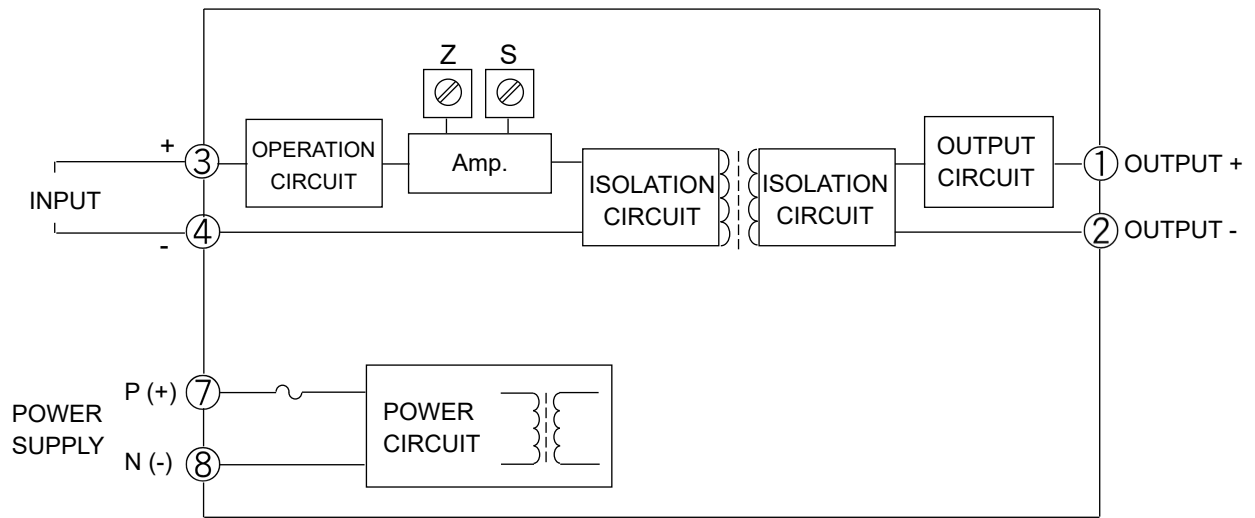 Z
S
+
3
OPERATION
CIRCUIT
Amp.
ISOLATION
CIRCUIT
ISOLATION
CIRCUIT
OUTPUT
CIRCUIT
1
OUTPUT +
INPUT
-
4
2
OUTPUT -
POWER
SUPPLY
P (+)
7
N (-)
8
POWER
CIRCUIT